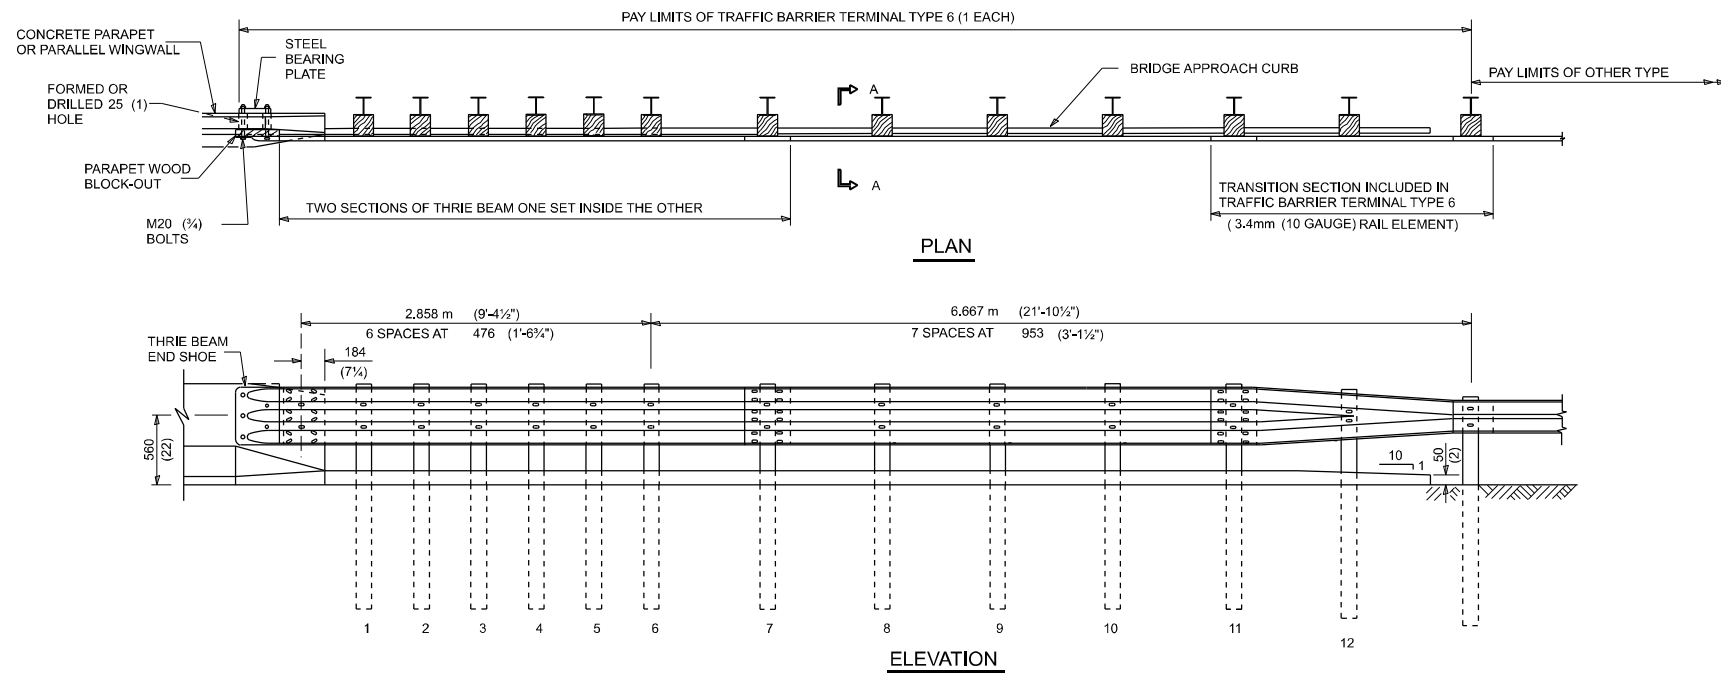 PAY LIMITS OF TRAFFIC BARRIER TERMINAL TYPE 6 (1 EACH)
CONCRETE PARAPET
OR PARALLEL WINGWALL
STEEL
BEARING
PLATE
FORMED OR
DRILLED 25 (1)
HOLE
A
BRIDGE APPROACH CURB
PAY LIMITS OF OTHER TYPE
PARAPET WOOD
BLOCK-OUT
M20 (¾)
BOLTS
TWO SECTIONS OF THRIE BEAM ONE SET INSIDE THE OTHER
A
TRANSITION SECTION INCLUDED IN
TRAFFIC BARRIER TERMINAL TYPE 6
( 3.4mm (10 GAUGE) RAIL ELEMENT)
PLAN
2.858 m (9'-4½")
6 SPACES AT 476 (1'-6¾")
6.667 m (21'-10½")
7 SPACES AT 953 (3'-1½")
THRIE BEAM
END SHOE
184
(7¼)
560
(22)
10
1
50
(2)
1 2 3 4 5 6 7 8 9 10 11 12
ELEVATION